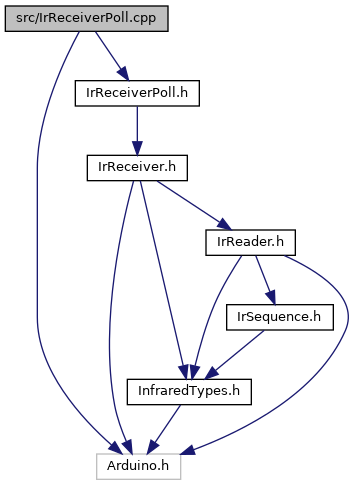 src/IrReceiverPoll.cpp
IrReceiverPoll.h
IrReceiver.h
IrReader.h
IrSequence.h
InfraredTypes.h
Arduino.h